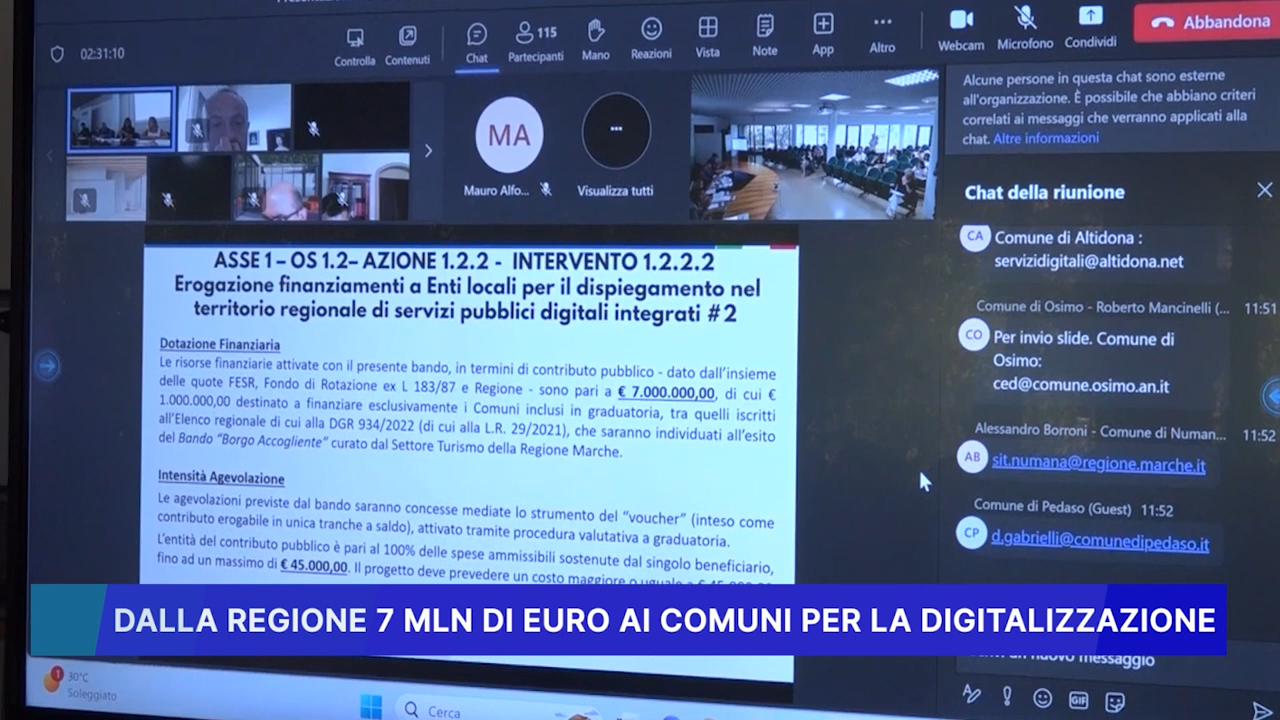 02:31:10
Controlla
Contenuti
Chat
115
Partecipanti
Mano
Reazioni
Vista
Note
App
Altro
Webcam
Microfono
Condividi
Abbandona
MA
Mauro Alfo...
Visualizza tutti
Alcune persone in questa chat sono esterne
all'organizzazione. È possibile che abbiano criteri
correlati ai messaggi che verranno applicati alla
chat. Altre informazioni
Chat della riunione
CA
Comune di Altidona :
servizidigitali@altidona.net
Comune di Osimo - Roberto Mancinelli (... 11:51
CO
Per invio slide. Comune di
Osimo:
ced@comune.osimo.an.it
Alessandro Borroni - Comune di Numan... 11:52
AB
sit.numana@regione.marche.it
Comune di Pedaso (Guest) 11:52
CP
d.gabrielli@comunedipedaso.it
ASSE 1 – OS 1.2– AZIONE 1.2.2 - INTERVENTO 1.2.2.2
Erogazione finanziamenti a Enti locali per il dispiegamento nel
territorio regionale di servizi pubblici digitali integrati #2
Dotazione Finanziaria
Le risorse finanziarie attivate con il presente bando, in termini di contributo pubblico - dato dall'insieme
delle quote FESR, Fondo di Rotazione ex L 183/87 e Regione - sono pari a € 7.000.000,00, di cui €
1.000.000,00 destinato a finanziare esclusivamente i Comuni inclusi in graduatoria, tra quelli iscritti
all'Elenco regionale di cui alla DGR 934/2022 (di cui alla L.R. 29/2021), che saranno individuati all'esito
del Bando "Borgo Accogliente" curato dal Settore Turismo della Regione Marche.
Intensità Agevolazione
Le agevolazioni previste dal bando saranno concesse mediate lo strumento del "voucher" (inteso come
contributo erogabile in unica tranche a saldo), attivato tramite procedura valutativa a graduatoria.
L'entità del contributo pubblico è pari al 100% delle spese ammissibili sostenute dal singolo beneficiario,
fino ad un massimo di € 45.000,00. Il progetto deve prevedere un costo maggiore o uguale a €
DALLA REGIONE 7 MLN DI EURO AI COMUNI PER LA DIGITALIZZAZIONE
un nuovo messaggio
GIF
1
30°C
Soleggiato
Cerca